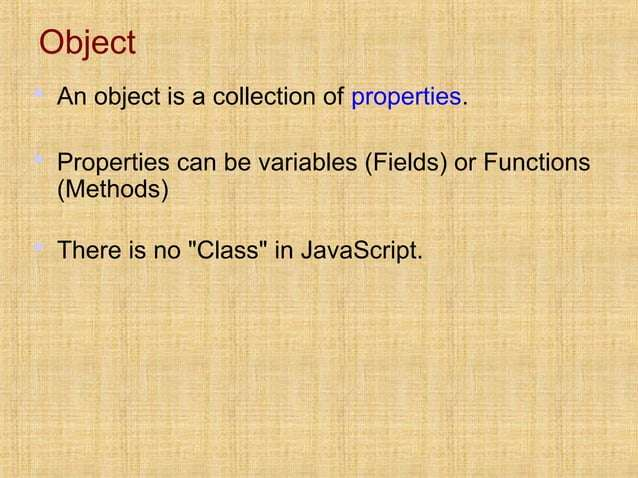 Object
An object is a collection of properties.
Properties can be variables (Fields) or Functions
(Methods)
There is no "Class" in JavaScript.